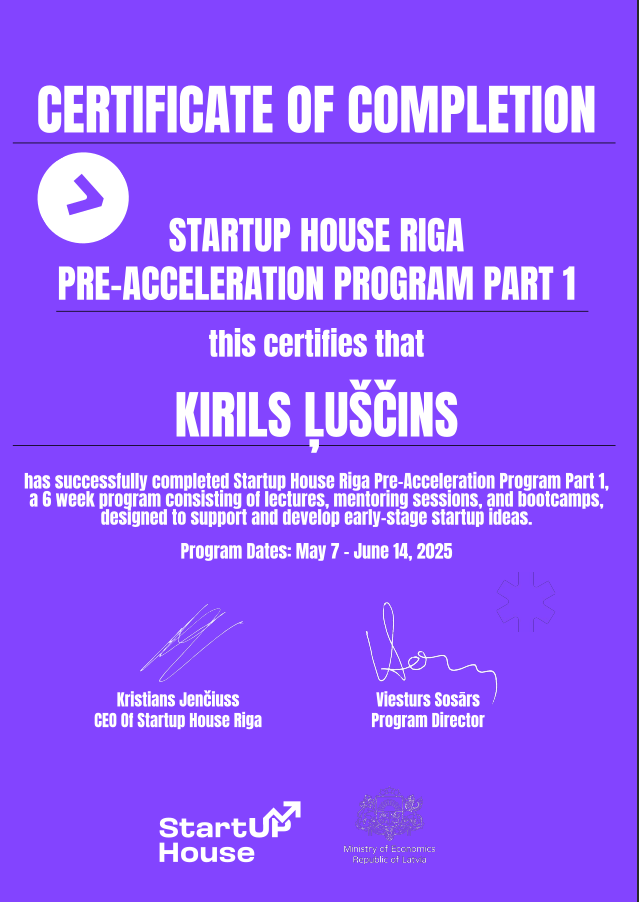 CERTIFICATE OF COMPLETION
STARTUP HOUSE RIGA
PRE-ACCELERATION PROGRAM PART 1
this certifies that
KIRILS ĻUŠČINS
has successfully completed Startup House Riga Pre-Acceleration Program Part 1,
a 6 week program consisting of lectures, mentoring sessions, and bootcamps,
designed to support and develop early-stage startup ideas.
Program Dates: May 7 - June 14, 2025
Kristians Jenčiuss
CEO Of Startup House Riga
Viesturs Sosārs
Program Director
StartUp
House
Ministry of Economics
Republic of Latvia